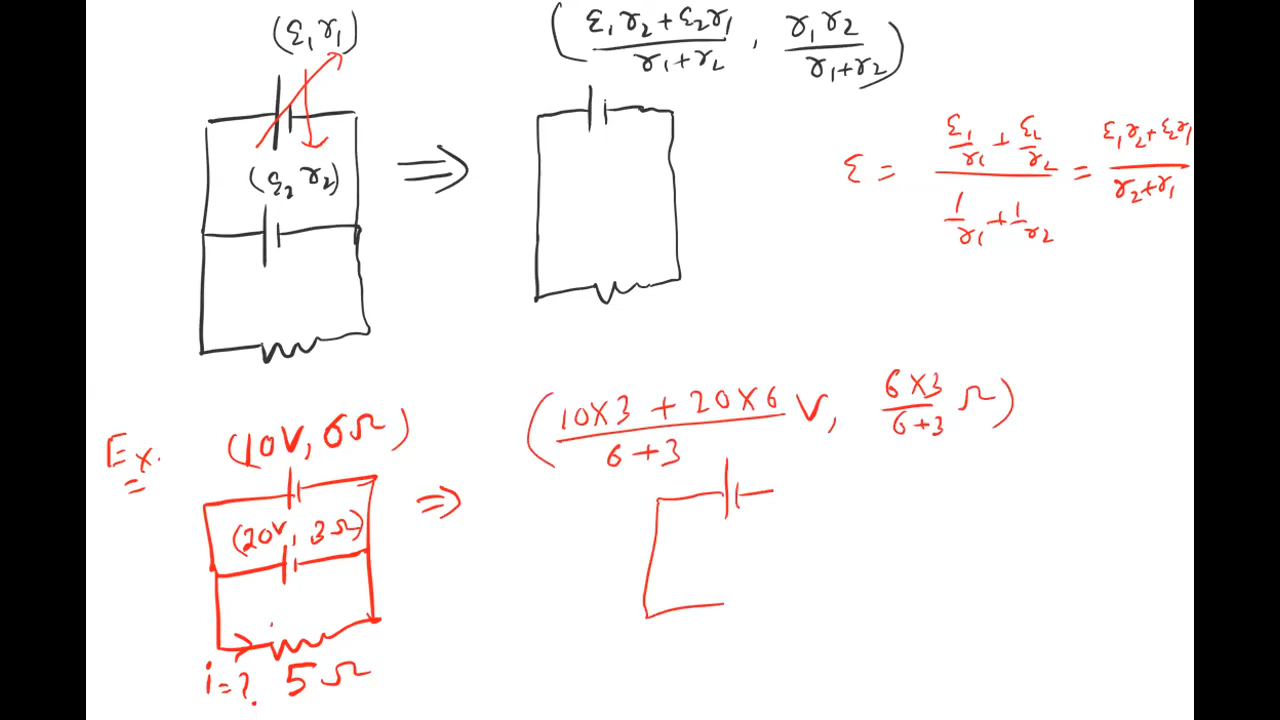 (ε₁ r₁)
(ε₂ r₂)
⇒
((ε₁r₂ + ε₂r₁)/(r₁+r₂), (r₁r₂)/(r₁+r₂))
ε = (ε₁/r₁ + ε₂/r₂)/(1/r₁ + 1/r₂) = (ε₁r₂ + ε₂r₁)/(r₂+r₁)
Ex.
(10V, 6Ω)
(20V, 3Ω)
i=? 5Ω
⇒
((10×3 + 20×6)/(6+3) V, (6×3)/(6+3) Ω)